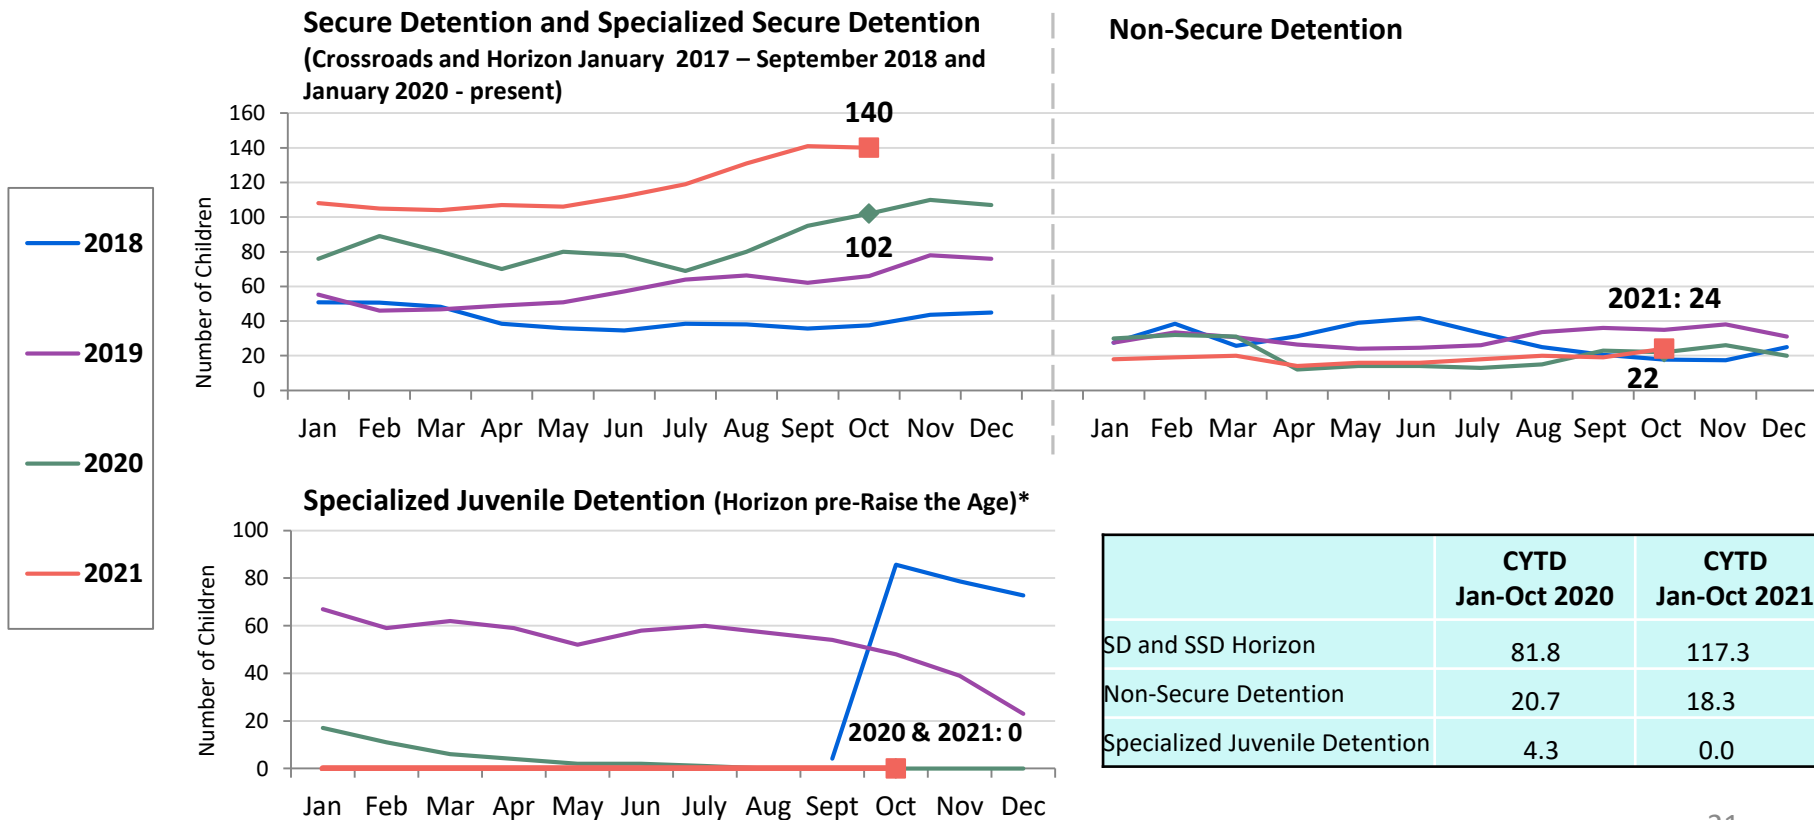 Secure Detention and Specialized Secure Detention
(Crossroads and Horizon January 2017 – September 2018 and
January 2020 - present)
Number of Children
160
140
120
100
80
60
40
20
0
140
102
Jan Feb Mar Apr May Jun July Aug Sept Oct Nov Dec
Non-Secure Detention
2021: 24
22
Jan Feb Mar Apr May Jun July Aug Sept Oct Nov Dec
2018
2019
2020
2021
Specialized Juvenile Detention (Horizon pre-Raise the Age)*
Number of Children
100
80
60
40
20
0
2020 & 2021: 0
Jan Feb Mar Apr May Jun July Aug Sept Oct Nov Dec
CYTD CYTD
Jan-Oct 2020 Jan-Oct 2021
SD and SSD Horizon 81.8 117.3
Non-Secure Detention 20.7 18.3
Specialized Juvenile Detention 4.3 0.0